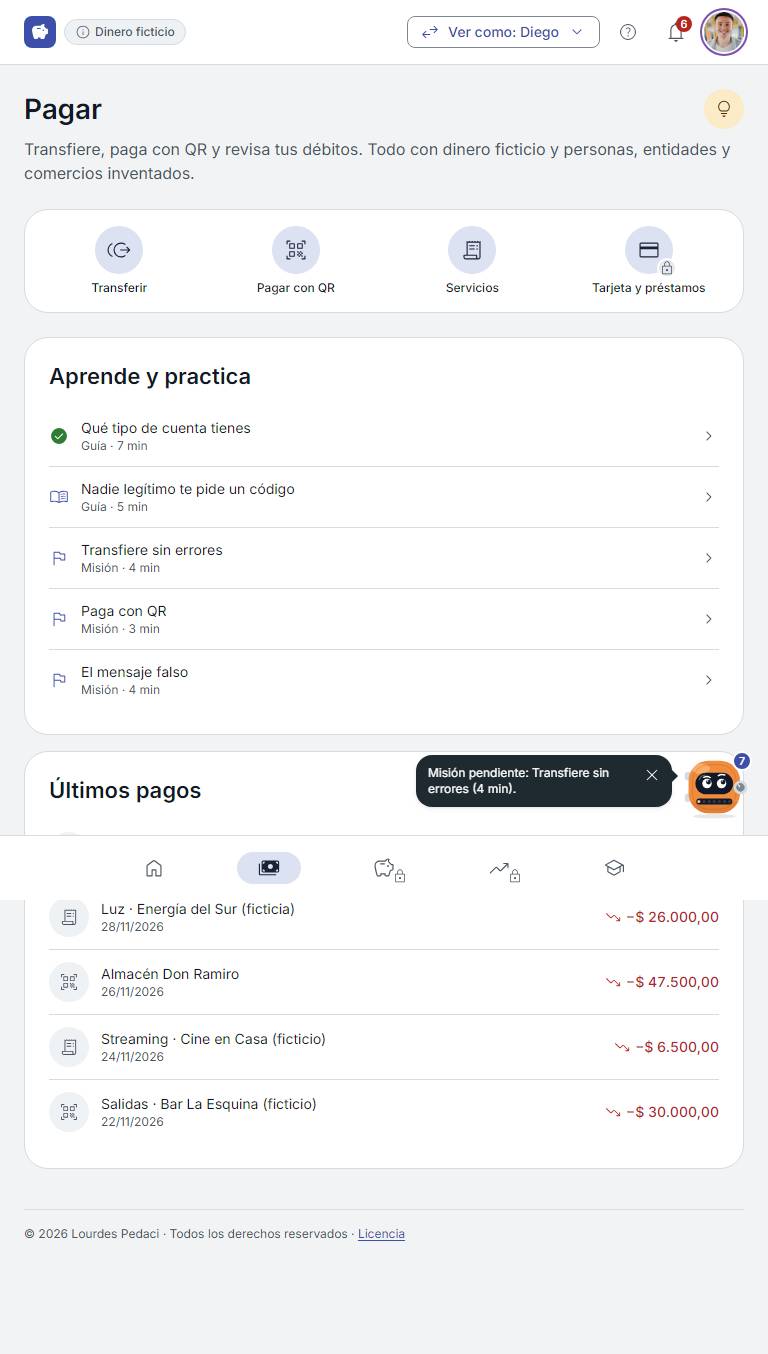 Dinero ficticio
Ver como: Diego
6
Pagar
Transfiere, paga con QR y revisa tus débitos. Todo con dinero ficticio y personas, entidades y
comercios inventados.
Transferir
Pagar con QR
Servicios
Tarjeta y préstamos
Aprende y practica
Qué tipo de cuenta tienes
Guía · 7 min
Nadie legítimo te pide un código
Guía · 5 min
Transfiere sin errores
Misión · 4 min
Paga con QR
Misión · 3 min
El mensaje falso
Misión · 4 min
Últimos pagos
Misión pendiente: Transfiere sin
errores (4 min).
7
Luz · Energía del Sur (ficticia)
28/11/2026
−$ 26.000,00
Almacén Don Ramiro
26/11/2026
−$ 47.500,00
Streaming · Cine en Casa (ficticio)
24/11/2026
−$ 6.500,00
Salidas · Bar La Esquina (ficticio)
22/11/2026
−$ 30.000,00
© 2026 Lourdes Pedaci · Todos los derechos reservados · Licencia